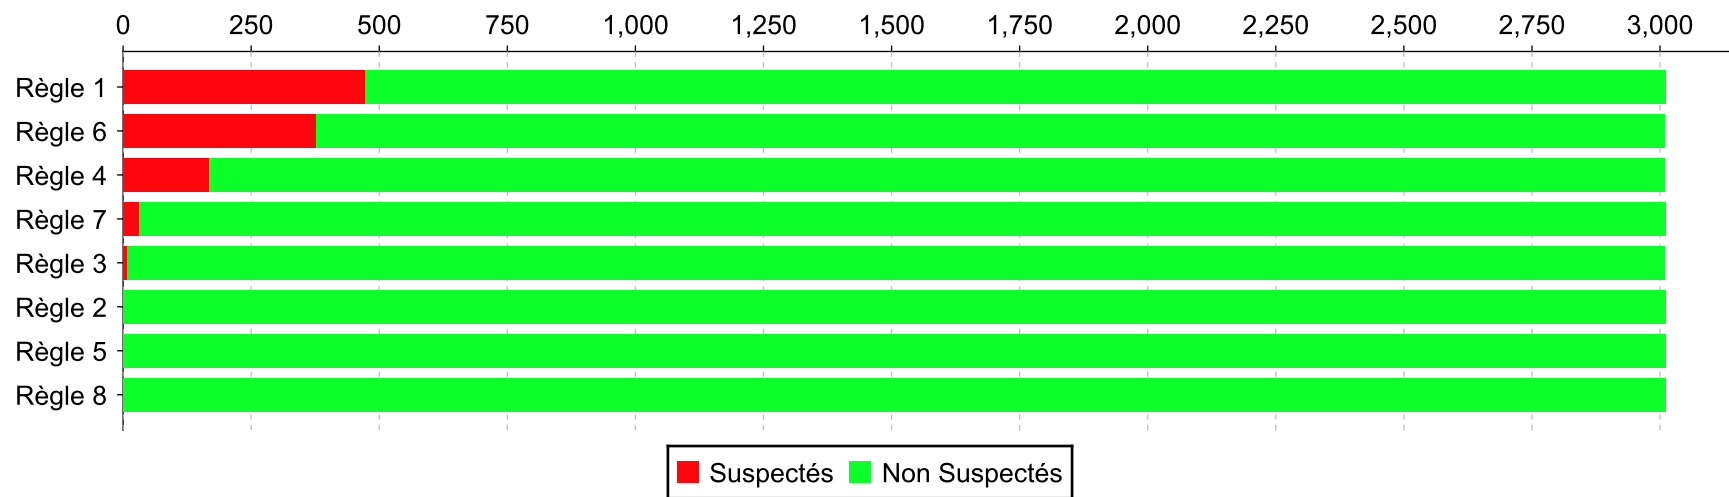 0 250 500 750 1,000 1,250 1,500 1,750 2,000 2,250 2,500 2,750 3,000
Règle 1
Règle 6
Règle 4
Règle 7
Règle 3
Règle 2
Règle 5
Règle 8
Suspectés Non Suspectés